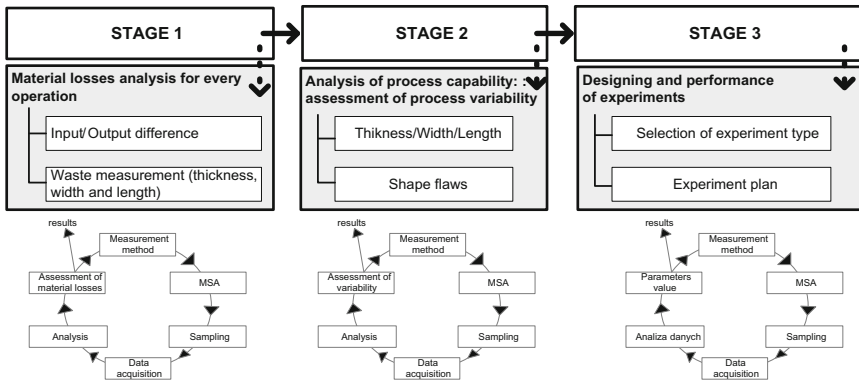 STAGE 1
STAGE 2
STAGE 3
Material losses analysis for every
operation
Input/Output difference
Waste measurement (thickness,
width and length)
Analysis of process capability: :
assessment of process variability
Thikness/Width/Length
Shape flaws
Designing and performance
of experiments
Selection of experiment type
Experiment plan
results
Measurement
method
Assessment of
material losses
MSA
Analysis
Sampling
Data
acquisition
results
Measurement
method
Assessment of
variability
MSA
Analysis
Sampling
Data
acquisition
results
Measurement
method
Parameters
value
MSA
Analiza danych
Sampling
Data
acquisition